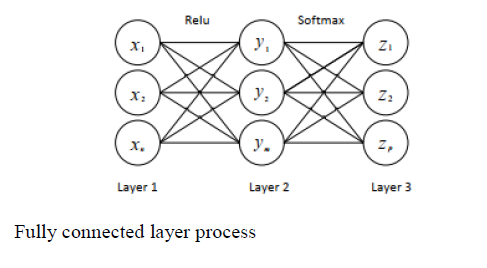 Relu Softmax
x₁ y₁ z₁
x₂ y₂ z₂
xₙ yₘ zₚ
Layer 1 Layer 2 Layer 3
Fully connected layer process